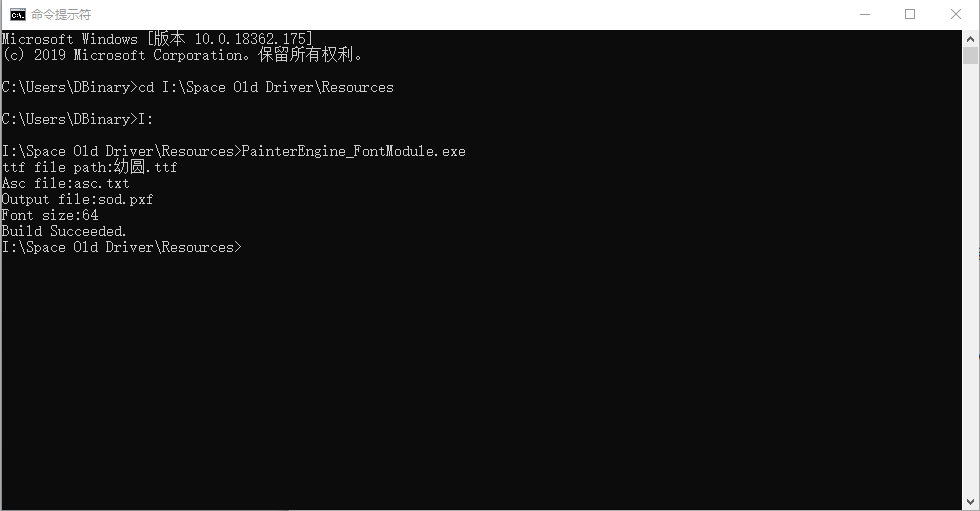 命令提示符
Microsoft Windows [版本 10.0.18362.175]
(c) 2019 Microsoft Corporation。保留所有权利。
C:\Users\DBinary>cd I:\Space Old Driver\Resources
C:\Users\DBinary>I:
I:\Space Old Driver\Resources>PainterEngine_FontModule.exe
ttf file path:幼圆.ttf
Asc file:asc.txt
Output file:sod.pxf
Font size:64
Build Succeeded.
I:\Space Old Driver\Resources>